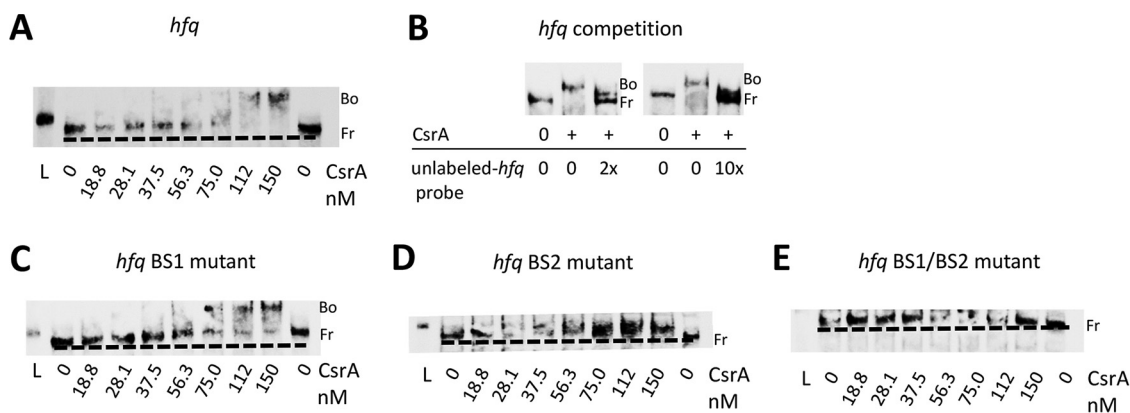 A
hfq
Bo
Fr
L 0 18.8 28.1 37.5 56.3 75.0 112 150 0 CsrA
nM
B
hfq competition
Bo Bo
Fr Fr
CsrA 0 + + 0 + +
unlabeled-hfq 0 0 2x 0 0 10x
probe
C
hfq BS1 mutant
Bo
Fr
L 0 18.8 28.1 37.5 56.3 75.0 112 150 0 CsrA
nM
D
hfq BS2 mutant
Fr
L 0 18.8 28.1 37.5 56.3 75.0 112 150 0 CsrA
nM
E
hfq BS1/BS2 mutant
Fr
L 0 18.8 28.1 37.5 56.3 75.0 112 150 0 CsrA
nM